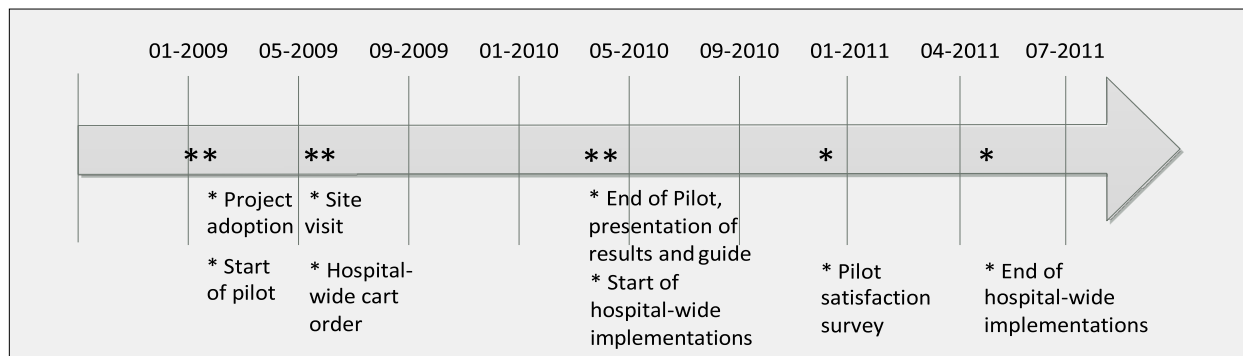 01-2009 05-2009 09-2009 01-2010 05-2010 09-2010 01-2011 04-2011 07-2011
** ** ** * *
* Project
adoption
* Start
of pilot
* Site
visit
* Hospital-
wide cart
order
* End of Pilot,
presentation of
results and guide
* Start of
hospital-wide
implementations
* Pilot
satisfaction
survey
* End of
hospital-wide
implementations